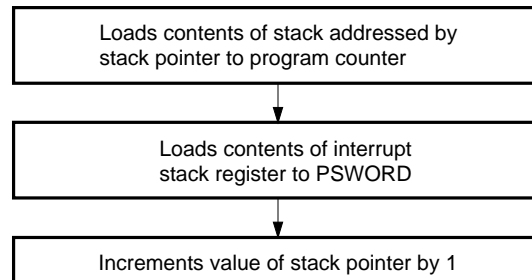 Loads contents of stack addressed by
stack pointer to program counter
Loads contents of interrupt
stack register to PSWORD
Increments value of stack pointer by 1